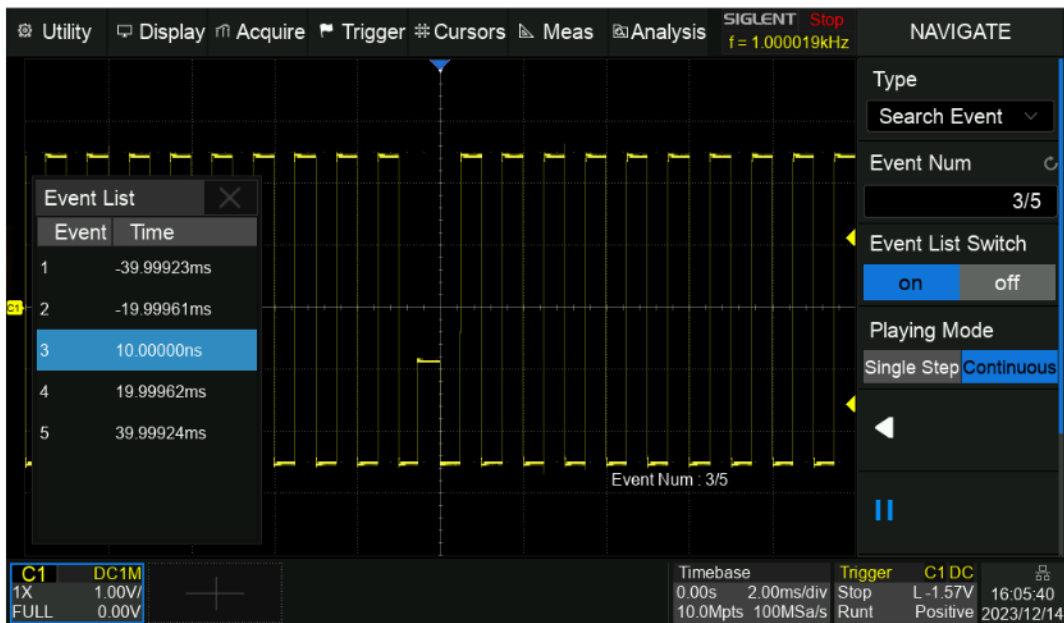 Utility Display Acquire Trigger Cursors Meas Analysis SIGLENT Stop
f = 1.000019kHz
NAVIGATE
Type
Search Event
Event Num
3/5
Event List Switch
on off
Playing Mode
Single Step Continuous
Event List
Event Time
1 -39.99923ms
2 -19.99961ms
3 10.00000ns
4 19.99962ms
5 39.99924ms
C1
Event Num : 3/5
C1 DC1M
1X 1.00V/
FULL 0.00V
Timebase
0.00s 2.00ms/div
10.0Mpts 100MSa/s
Trigger C1 DC
Stop L -1.57V
Runt Positive
16:05:40
2023/12/14